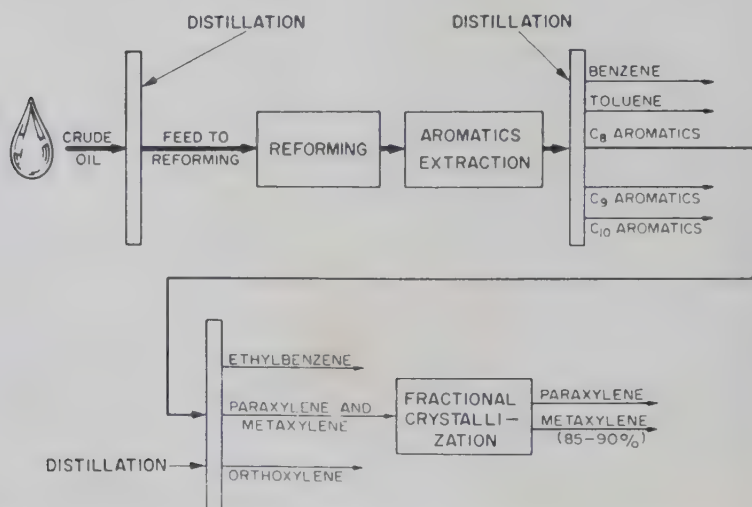 DISTILLATION
DISTILLATION
CRUDE
OIL
FEED TO
REFORMING
REFORMING
AROMATICS
EXTRACTION
BENZENE
TOLUENE
C₈ AROMATICS
C₉ AROMATICS
C₁₀ AROMATICS
ETHYLBENZENE
PARAXYLENE AND
METAXYLENE
FRACTIONAL
CRYSTALLI-
ZATION
PARAXYLENE
METAXYLENE
(85-90%)
DISTILLATION
ORTHOXYLENE